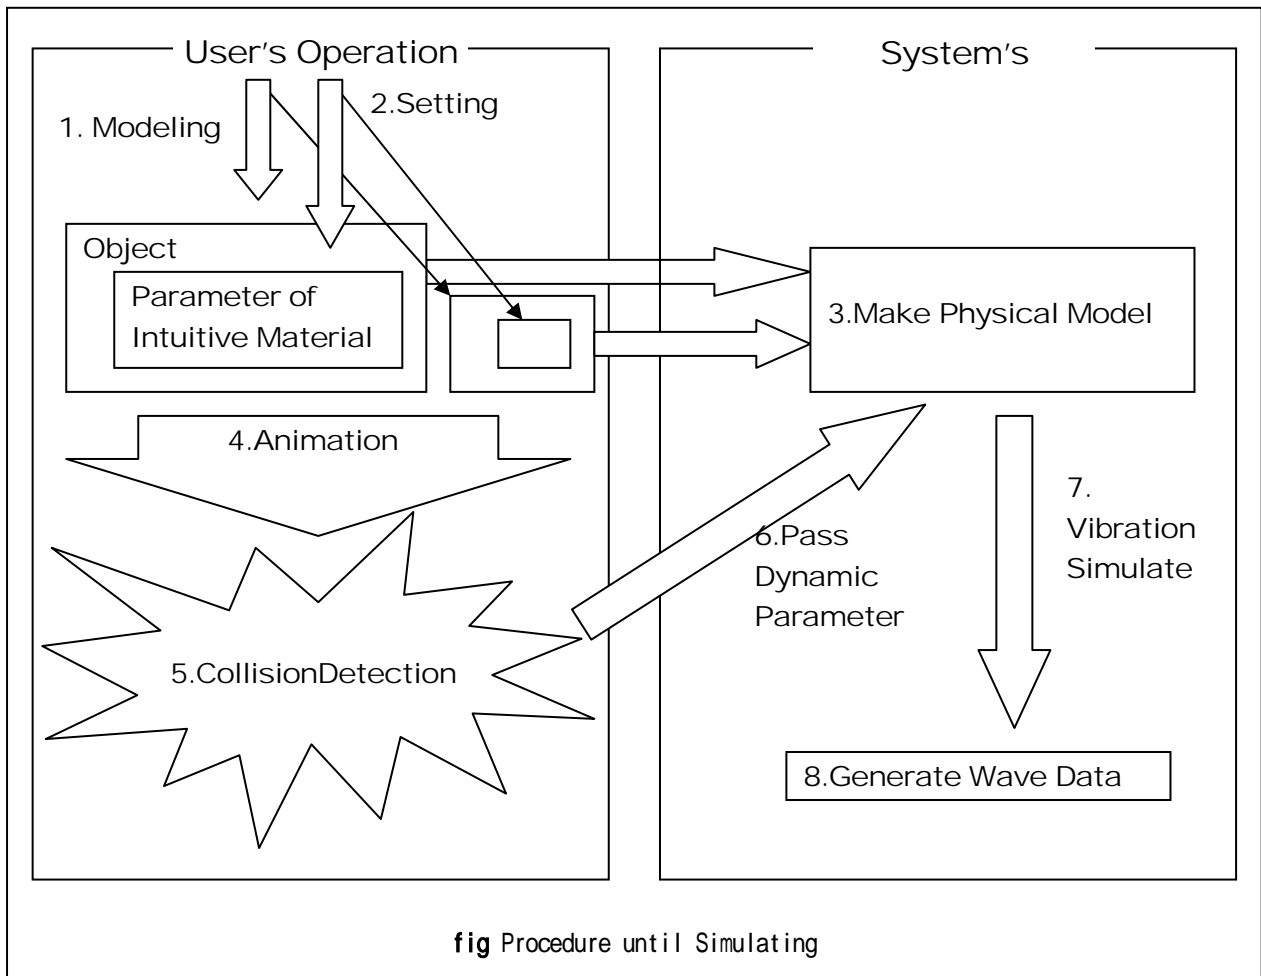 User's Operation
System's
1. Modeling
2.Setting
Object
Parameter of
Intuitive Material
3.Make Physical Model
4.Animation
5.CollisionDetection
6.Pass
Dynamic
Parameter
7.
Vibration
Simulate
8.Generate Wave Data
fig Procedure until Simulating